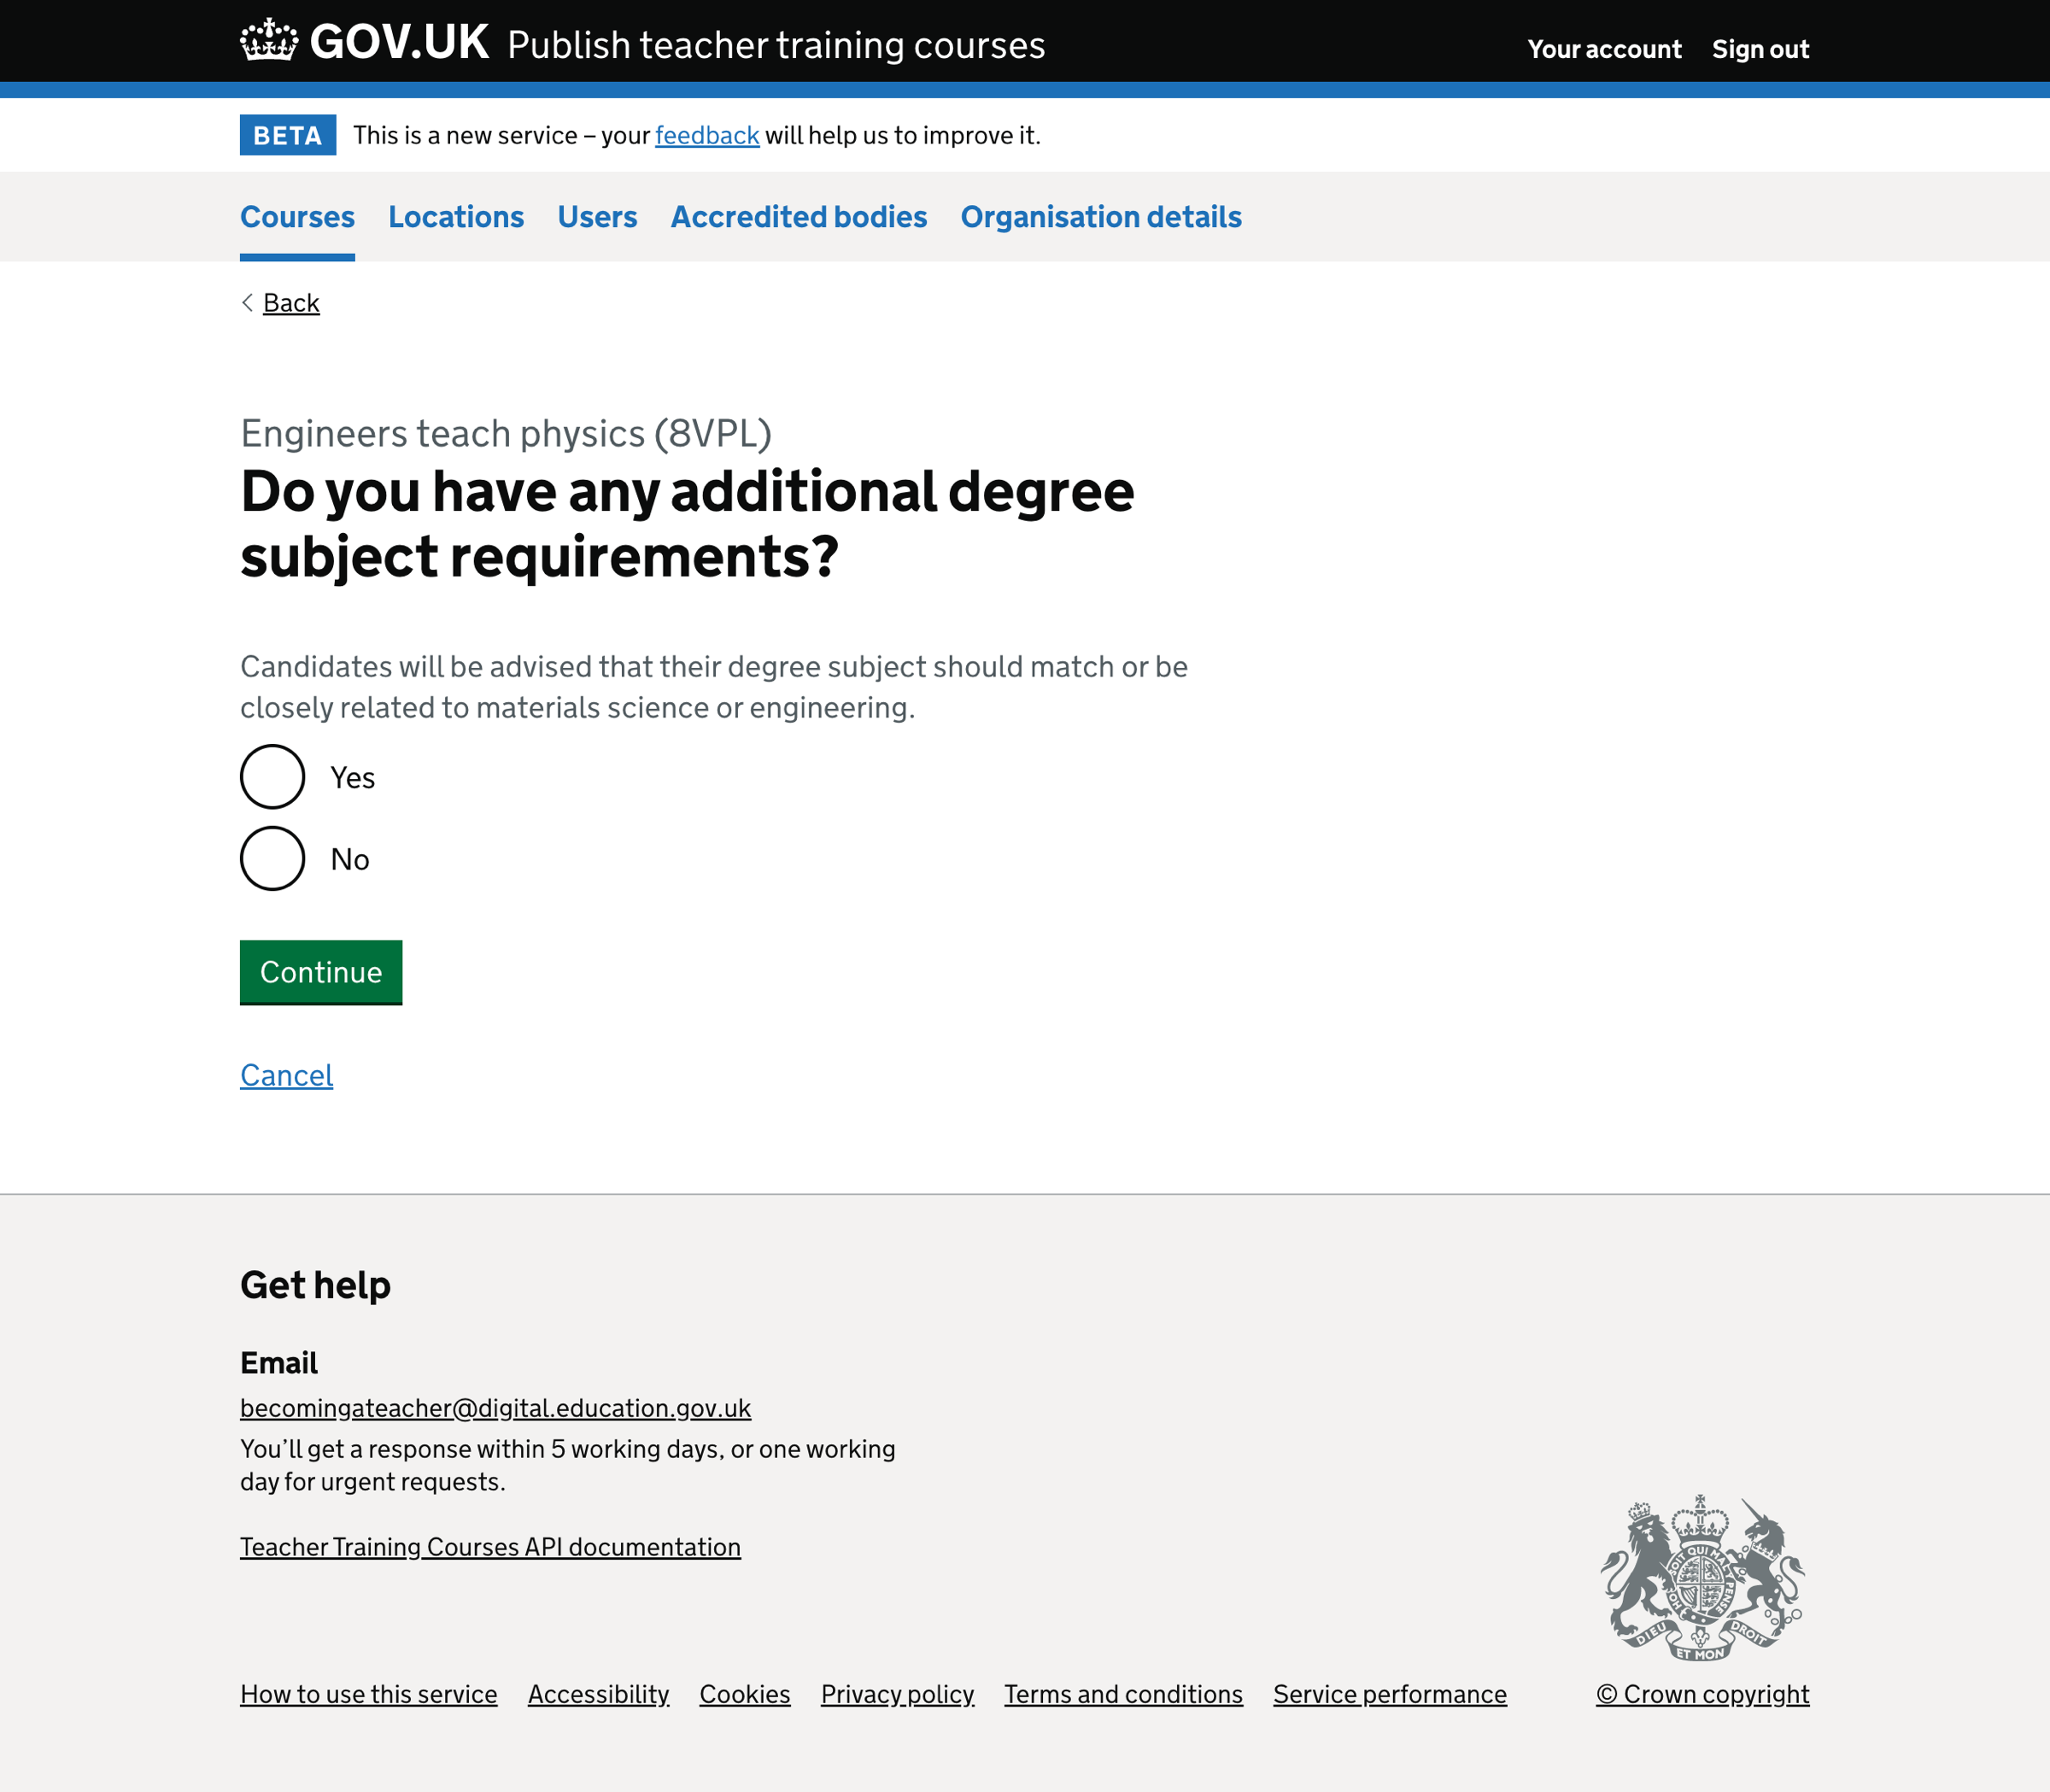 GOV.UK Publish teacher training courses
Your account Sign out
BETA This is a new service – your feedback will help us to improve it.
Courses Locations Users Accredited bodies Organisation details
Back
Engineers teach physics (8VPL)
Do you have any additional degree
subject requirements?
Candidates will be advised that their degree subject should match or be
closely related to materials science or engineering.
Yes
No
Continue
Cancel
Get help
Email
becomingateacher@digital.education.gov.uk
You’ll get a response within 5 working days, or one working
day for urgent requests.
Teacher Training Courses API documentation
DIEU ET MON DROIT
How to use this service Accessibility Cookies Privacy policy Terms and conditions Service performance
© Crown copyright